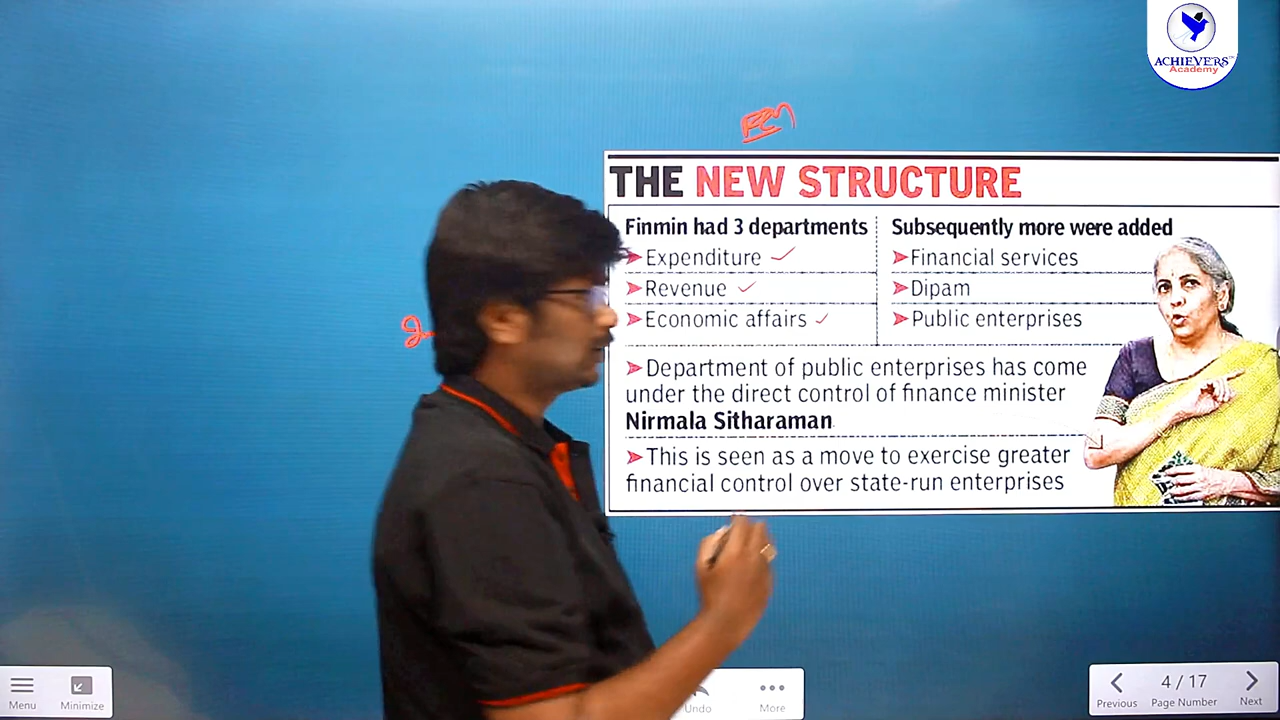 ACHIEVERS
Academy
THE NEW STRUCTURE
Finmin had 3 departments
Expenditure
Revenue
Economic affairs
Subsequently more were added
Financial services
Dipam
Public enterprises
Department of public enterprises has come
under the direct control of finance minister
Nirmala Sitharaman
This is seen as a move to exercise greater
financial control over state-run enterprises
Menu
Minimize
Undo
More
Previous
4 / 17
Page Number
Next